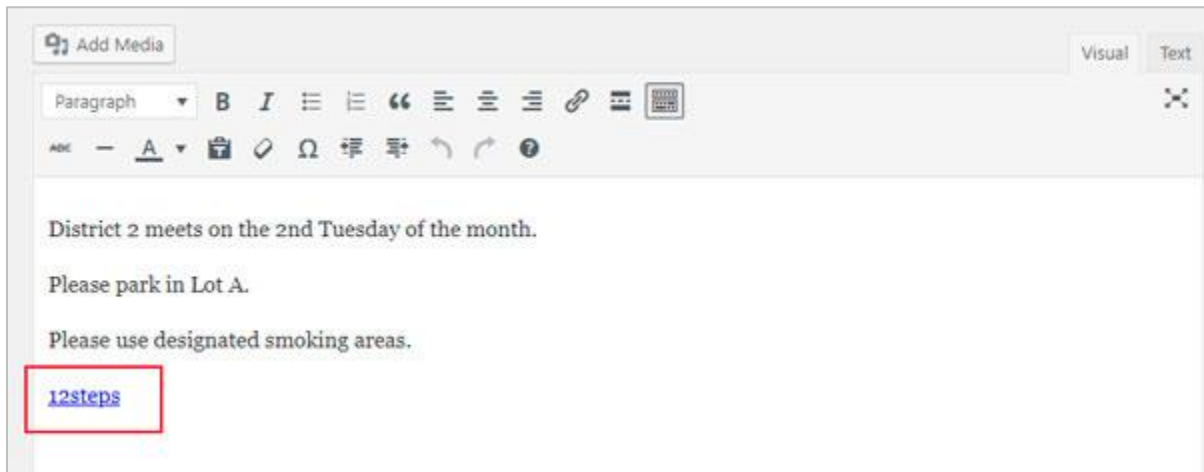 Add Media
Visual Text
Paragraph B I
ABC A Ω
District 2 meets on the 2nd Tuesday of the month.
Please park in Lot A.
Please use designated smoking areas.
12steps